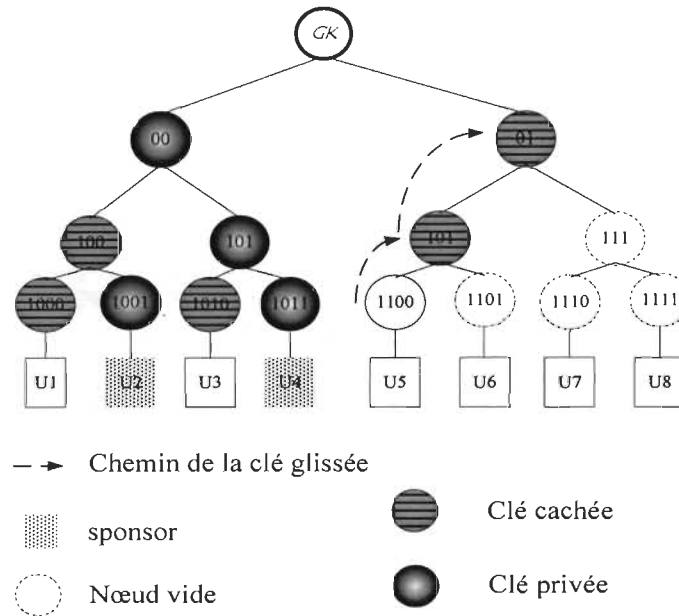 GK
00 01
100 101 101 111
1000 1001 1010 1011 1100 1101 1110 1111
U1 U2 U3 U4 U5 U6 U7 U8
Chemin de la clé glissée
sponsor
Nœud vide
Clé cachée
Clé privée